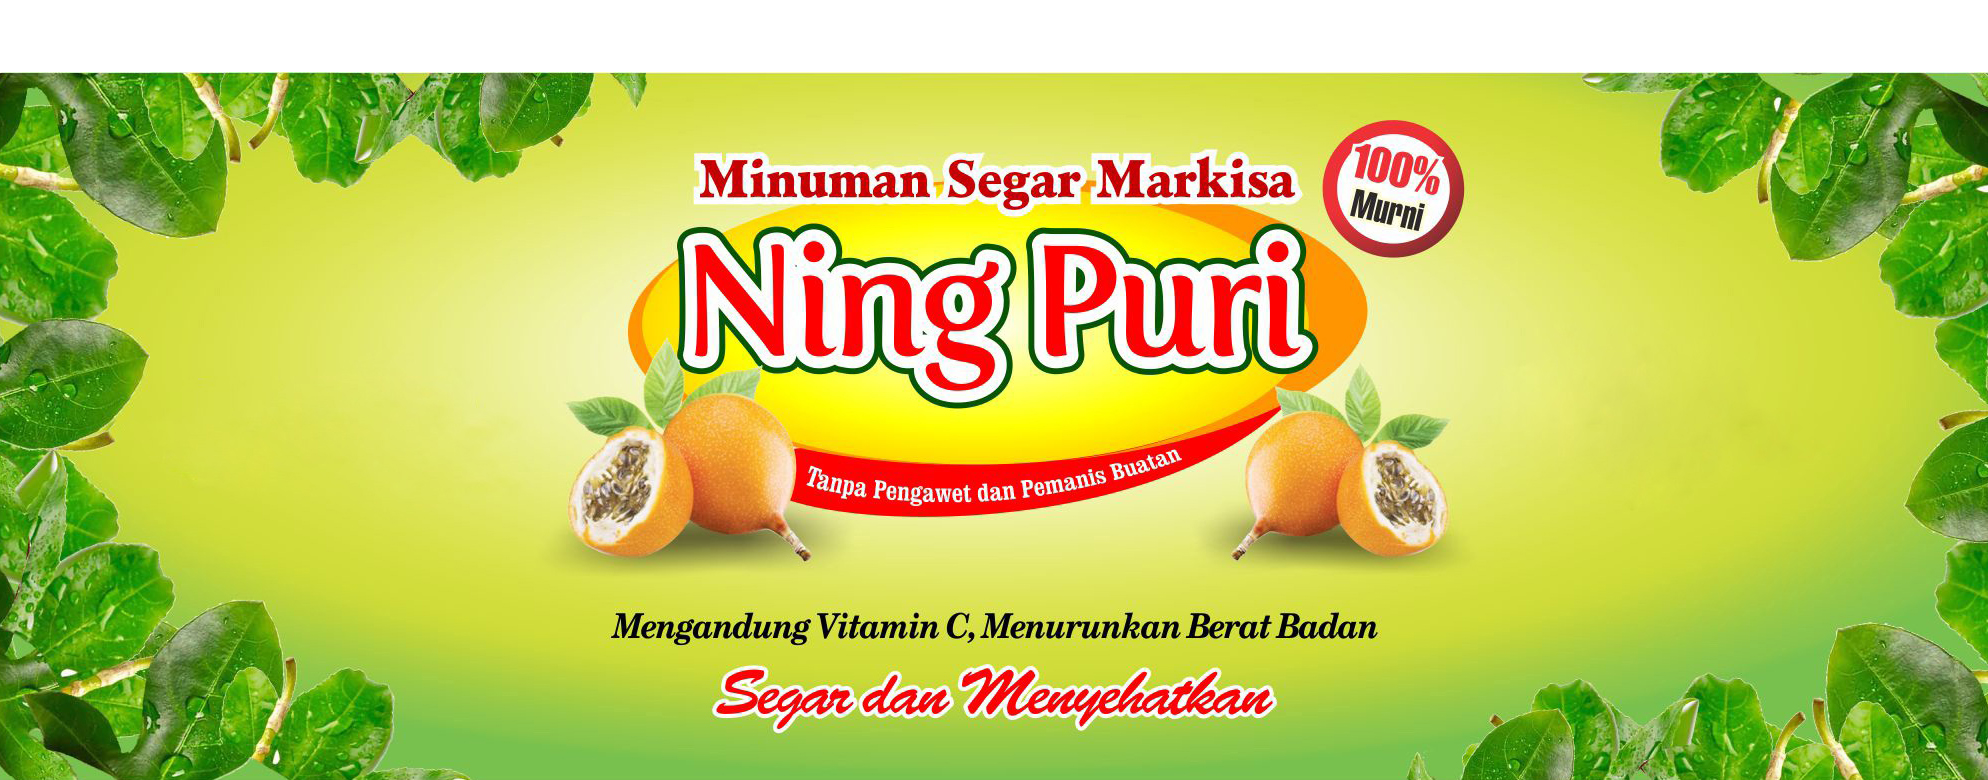 Minuman Segar Markisa
100%
Murni
Ning Puri
Tanpa Pengawet dan Pemanis Buatan
Mengandung Vitamin C, Menurunkan Berat Badan
Segar dan Menyehatkan